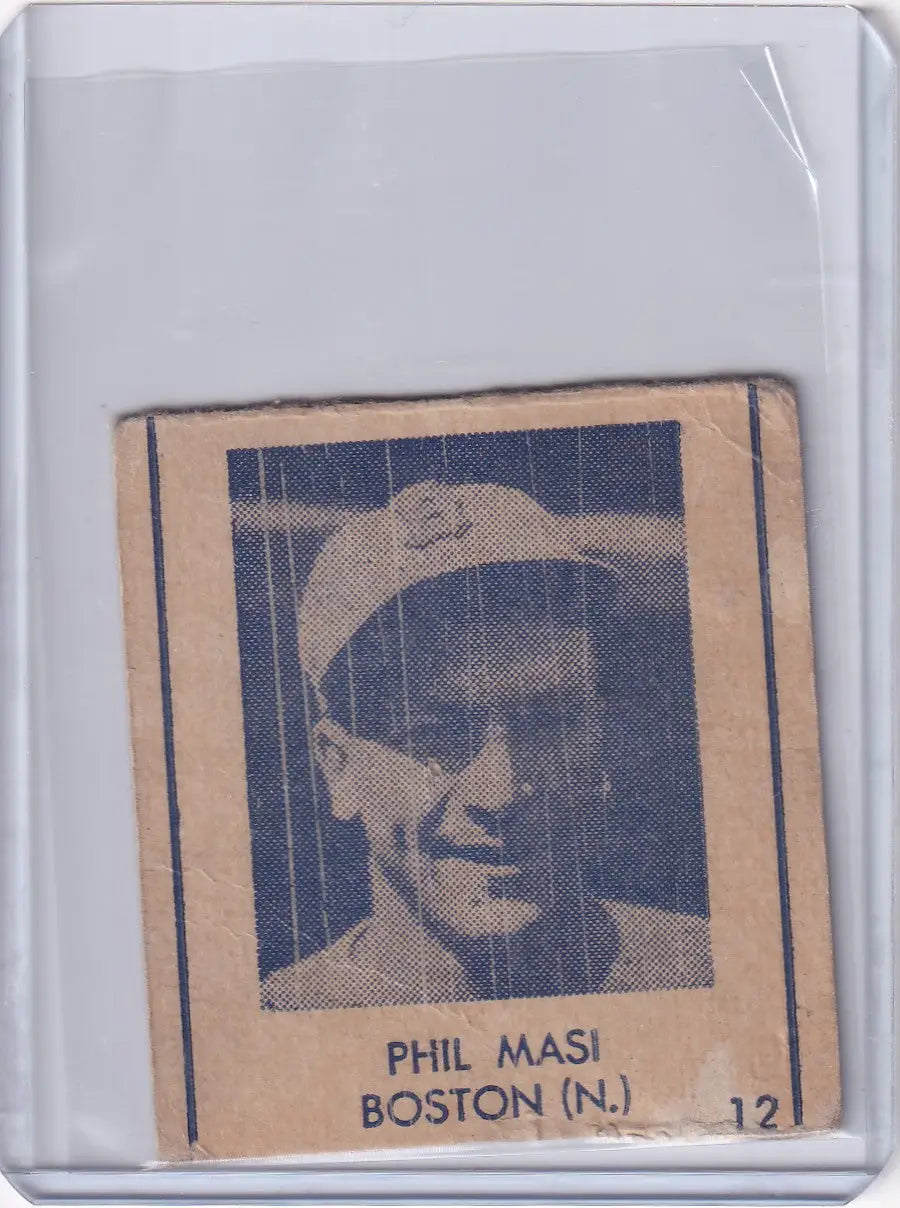 PHIL MASI
BOSTON (N.)
12